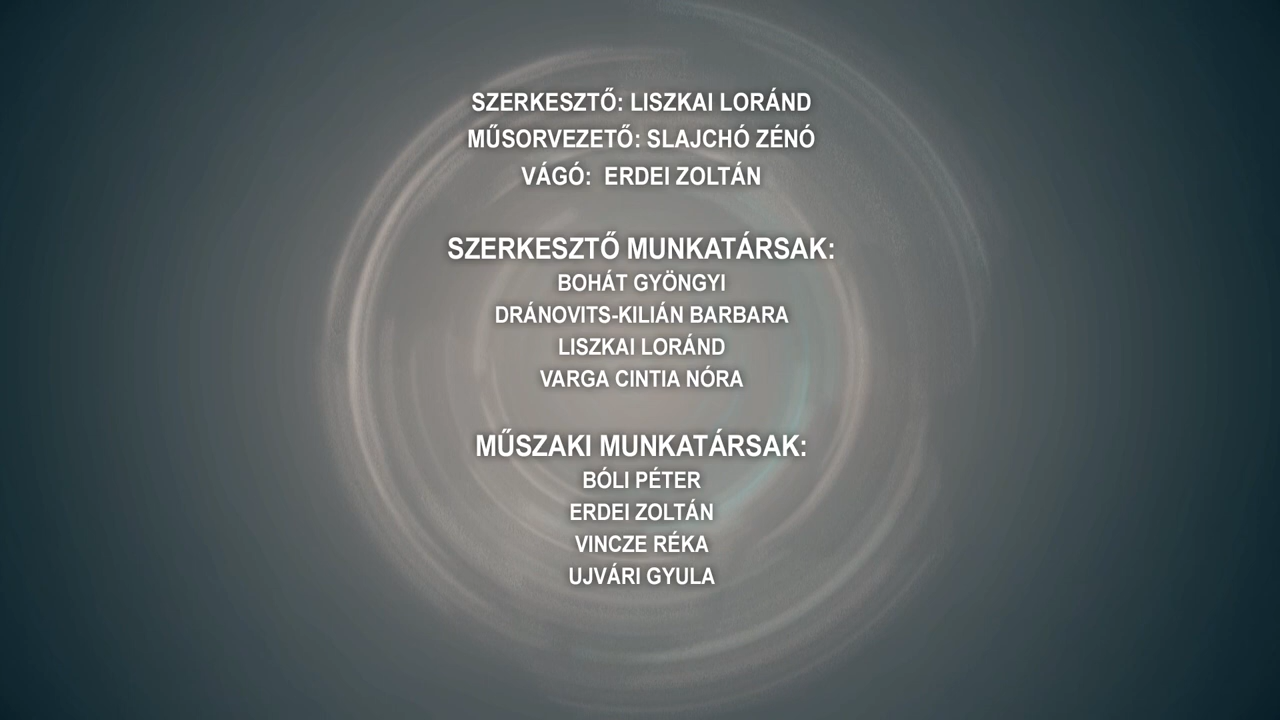 SZERKESZTŐ: LISZKAI LORÁND
MŰSORVEZETŐ: SLAJCHÓ ZÉNÓ
VÁGÓ: ERDEI ZOLTÁN
SZERKESZTŐ MUNKATÁRSAK:
BOHÁT GYÖNGYI
DRÁNOVITS-KILIÁN BARBARA
LISZKAI LORÁND
VARGA CINTIA NÓRA
MŰSZAKI MUNKATÁRSAK:
BÓLI PÉTER
ERDEI ZOLTÁN
VINCZE RÉKA
UJVÁRI GYULA